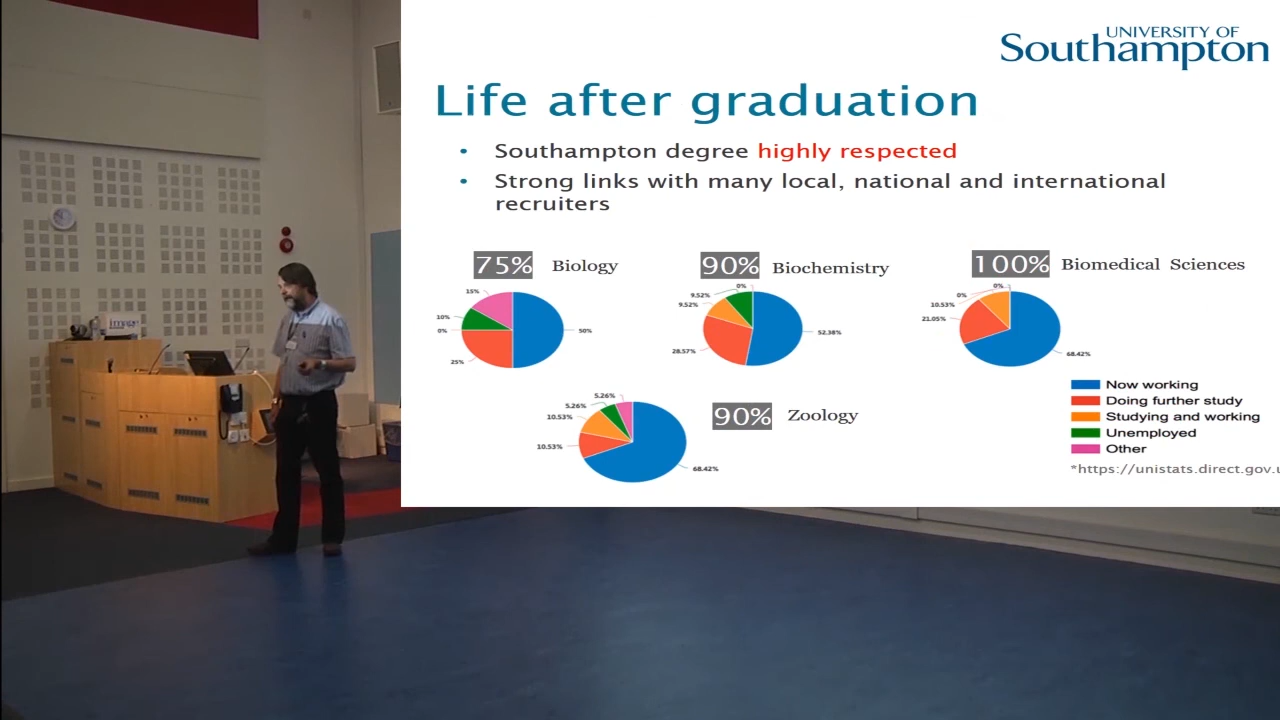 UNIVERSITY OF
Southampton
Life after graduation
• Southampton degree highly respected
• Strong links with many local, national and international
recruiters
75% Biology
90% Biochemistry
100% Biomedical Sciences
15%
10%
0%
25%
50%
0%
9.52%
9.52%
28.57%
52.38%
0%
0%
10.53%
21.05%
68.42%
5.26%
5.26%
10.53%
10.53%
68.42%
90% Zoology
Now working
Doing further study
Studying and working
Unemployed
Other
*https://unistats.direct.gov.u